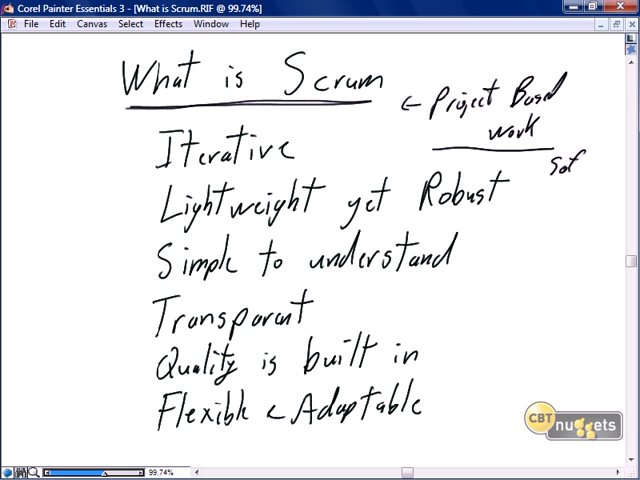 Corel Painter Essentials 3 - [What is Scrum.RIF @ 99.74%]
File Edit Canvas Select Effects Window Help
What is Scrum
← Project Based
work
Sof
Iterative
Lightweight yet Robust
Simple to understand
Transparent
Quality is built in
Flexible & Adaptable
CBT
nuggets
99.74%